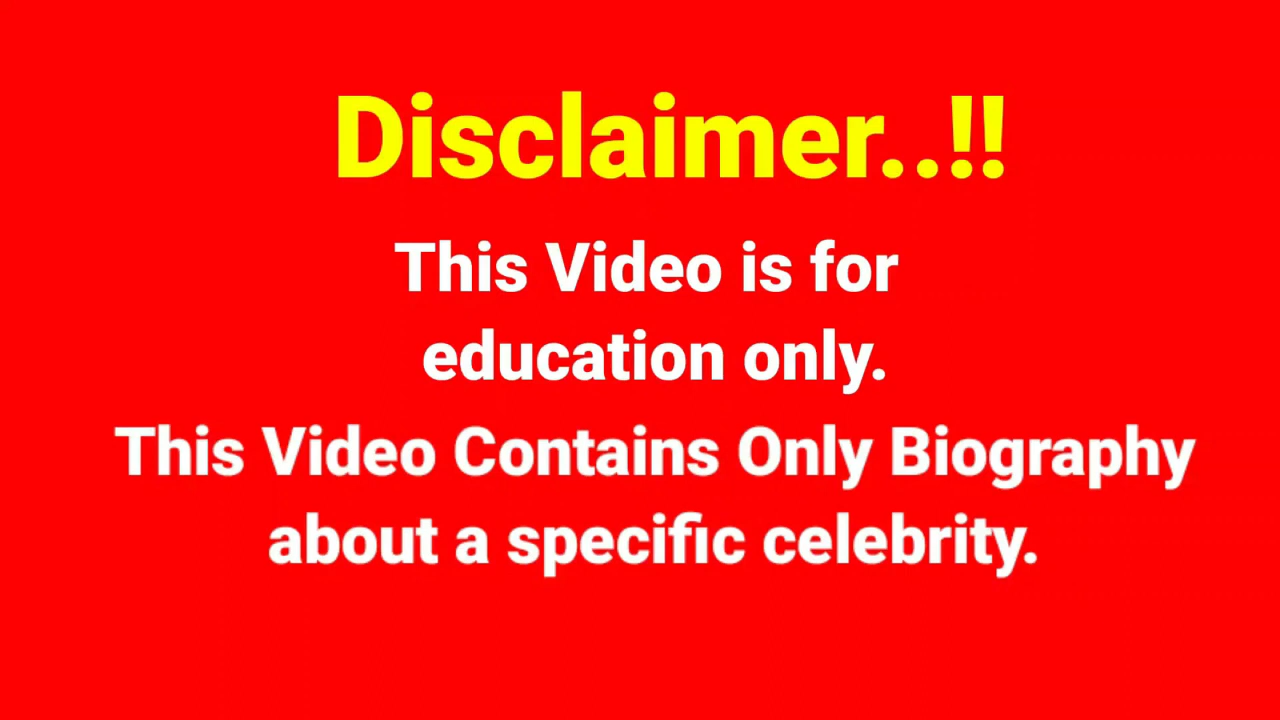 Disclaimer..!!
This Video is for
education only.
This Video Contains Only Biography
about a specific celebrity.